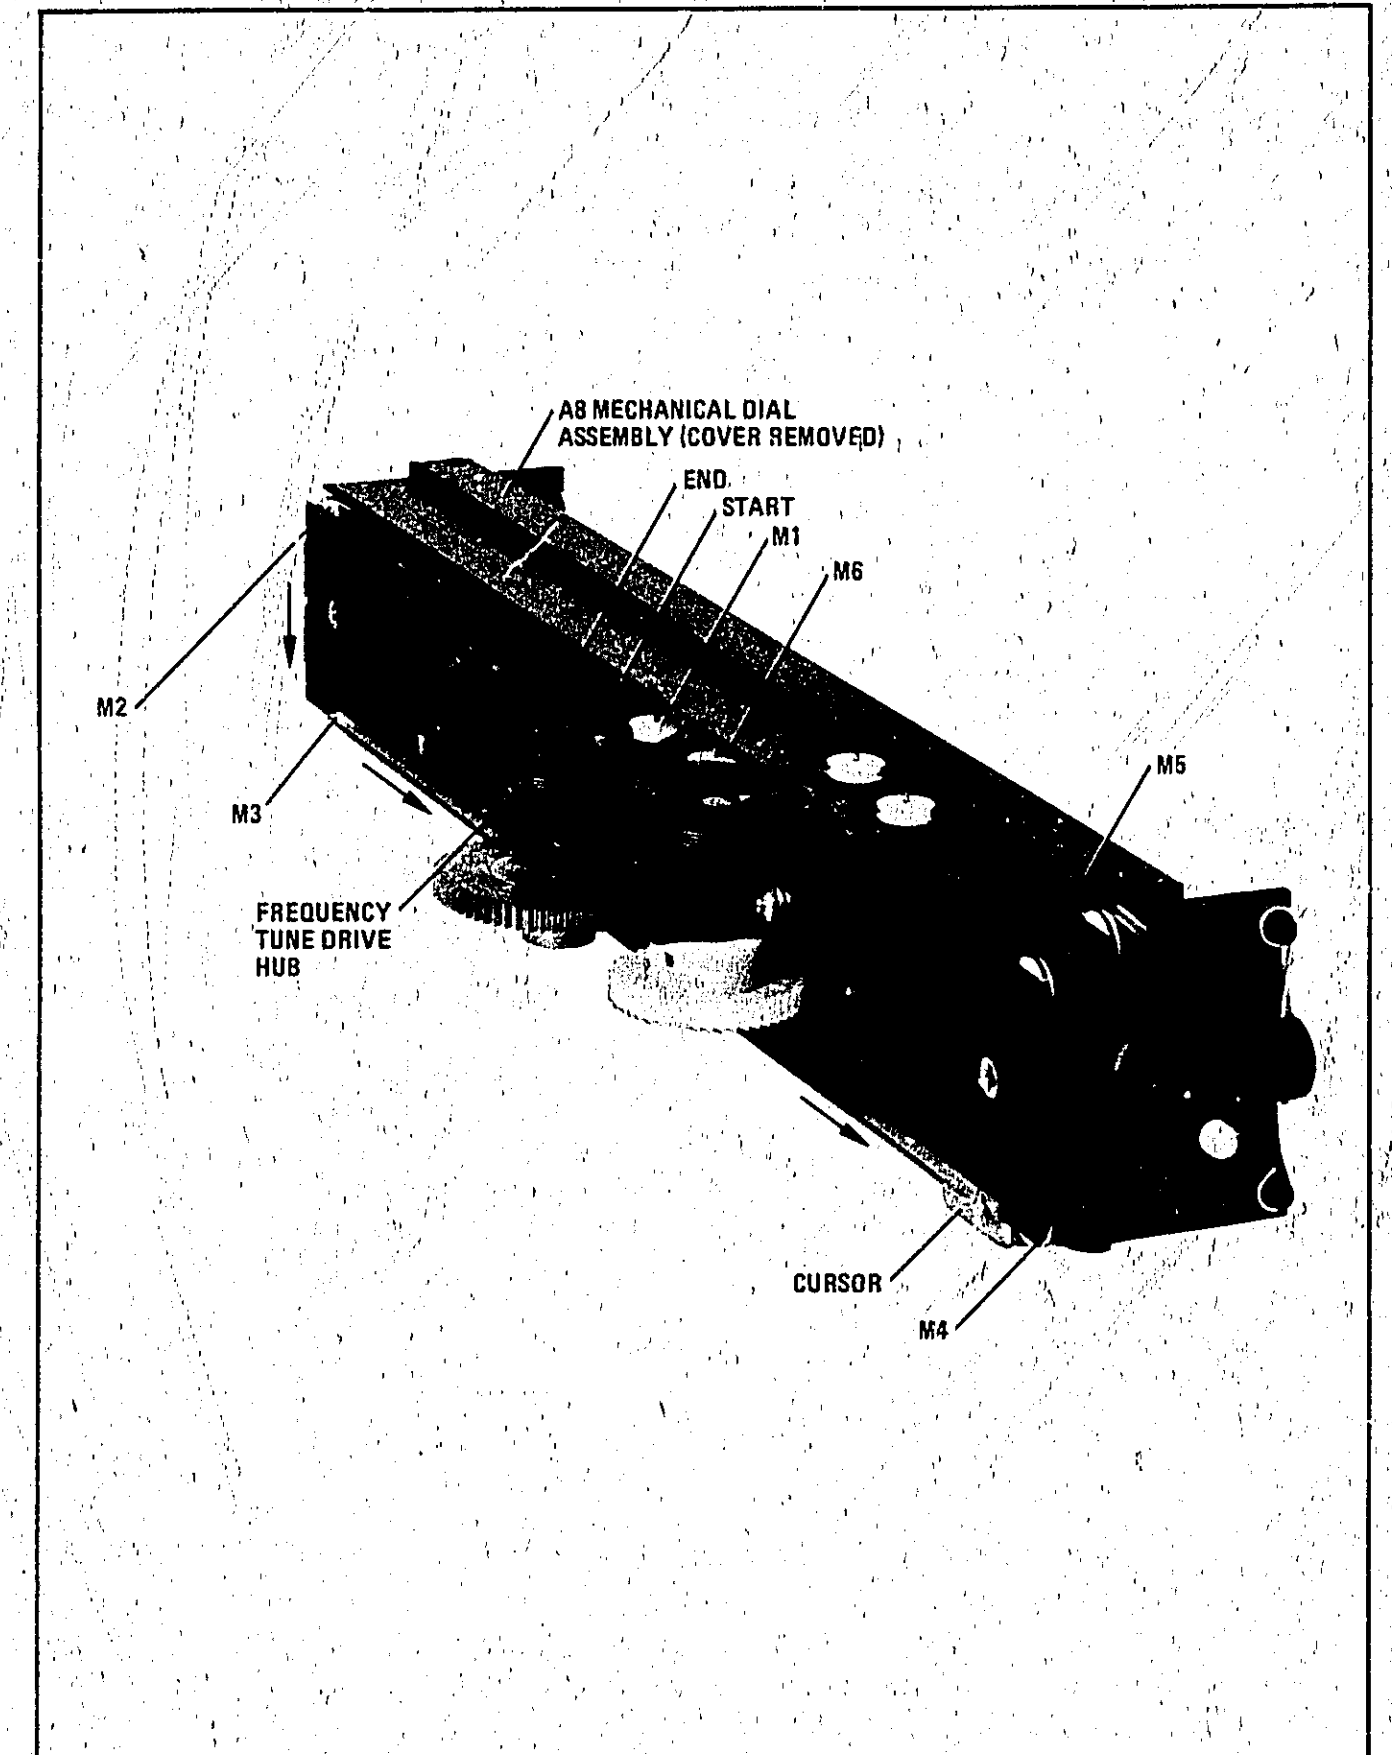 A8 MECHANICAL DIAL
ASSEMBLY (COVER REMOVED)
END
START
M1
M6
M2
M5
M3
FREQUENCY
TUNE DRIVE
HUB
CURSOR
M4